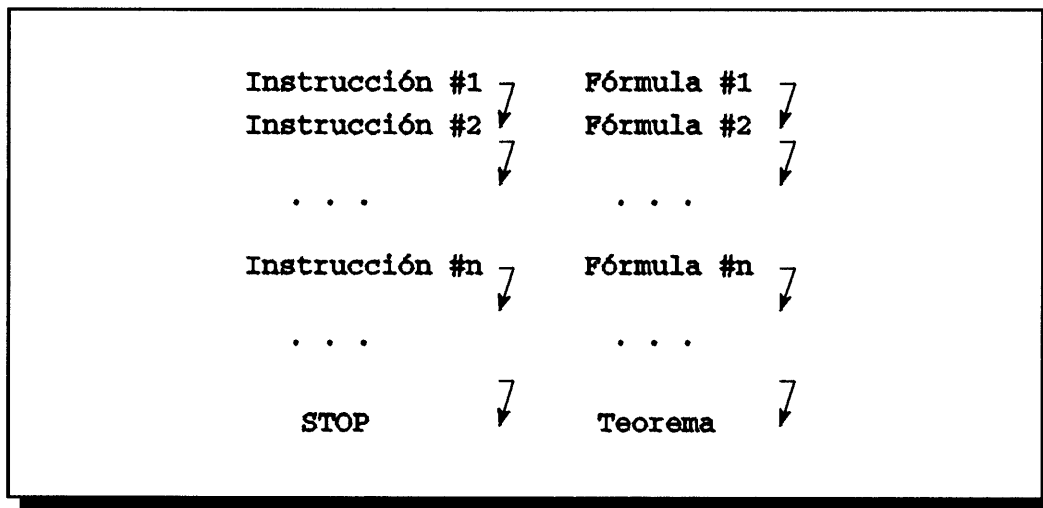 Instrucción #1 Fórmula #1
Instrucción #2 Fórmula #2
. . . . . .
Instrucción #n Fórmula #n
. . . . . .
STOP Teorema